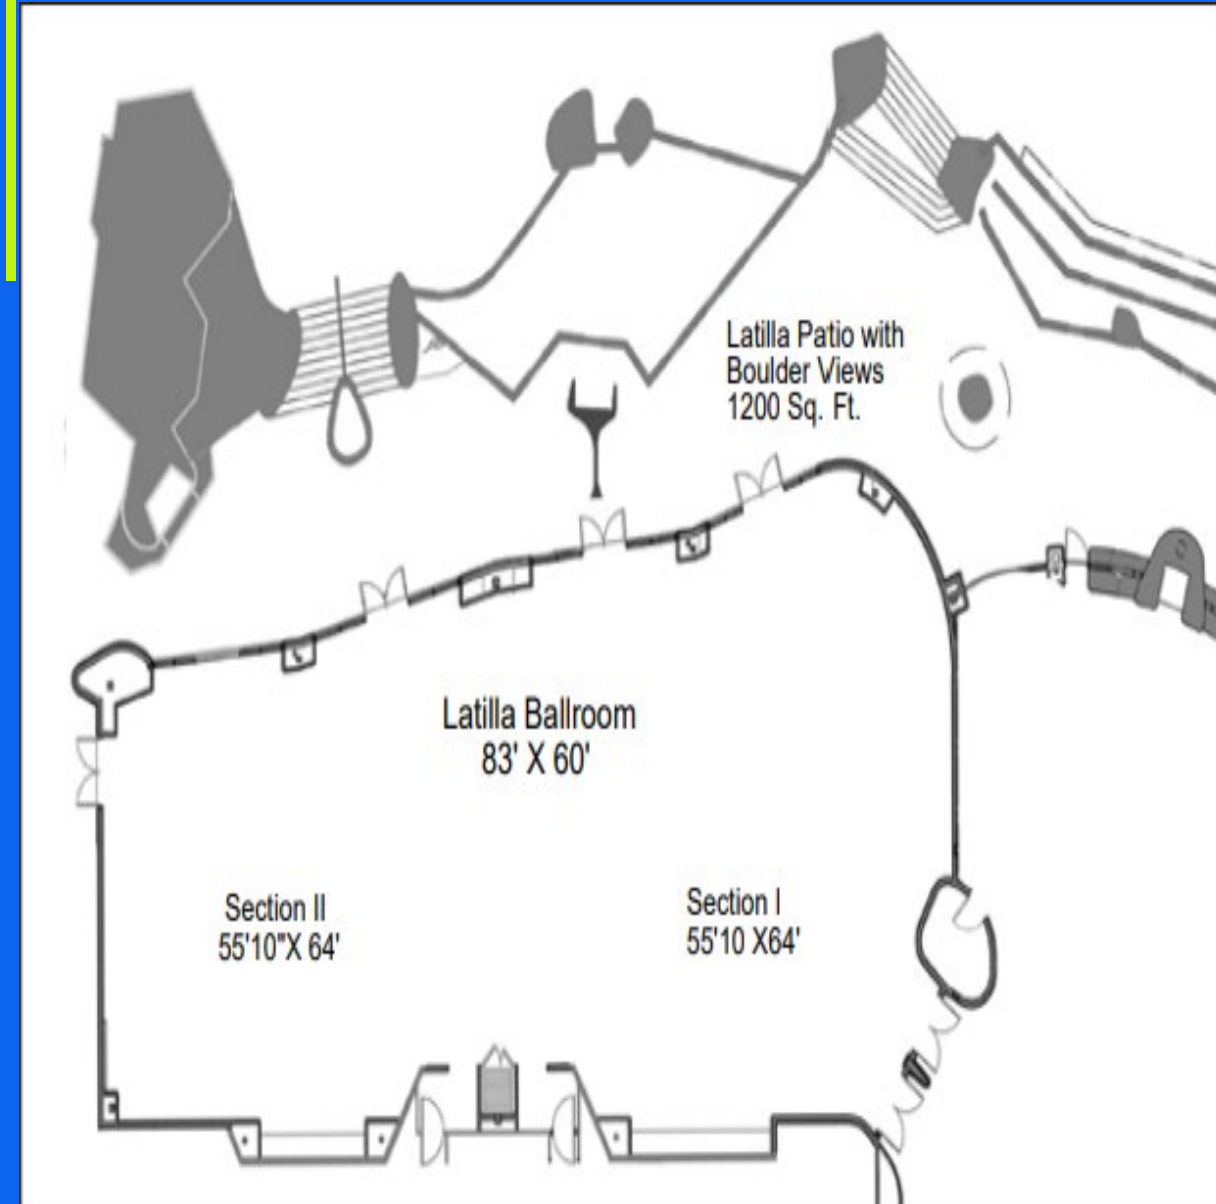 Latilla Patio with
Boulder Views
1200 Sq. Ft.
Latilla Ballroom
83' X 60'
Section II
55'10"X 64'
Section I
55'10 X64'